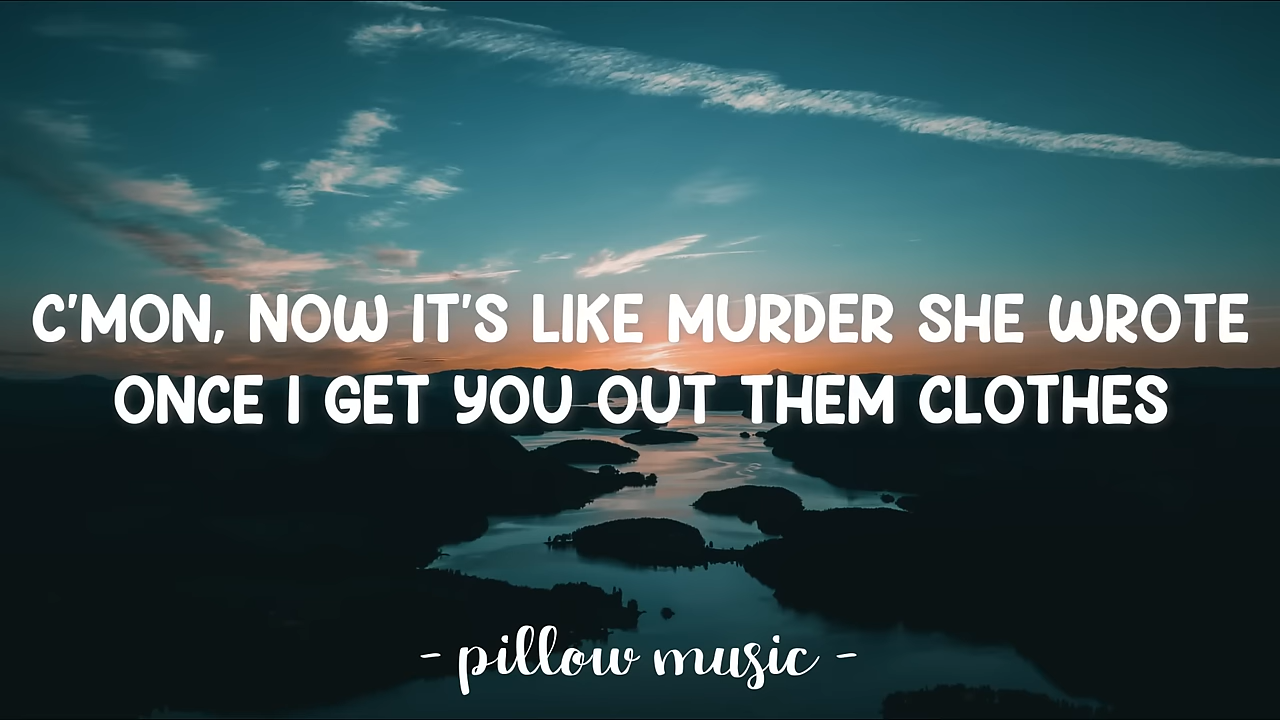 C'MON, NOW IT'S LIKE MURDER SHE WROTE
ONCE I GET YOU OUT THEM CLOTHES
- pillow music -